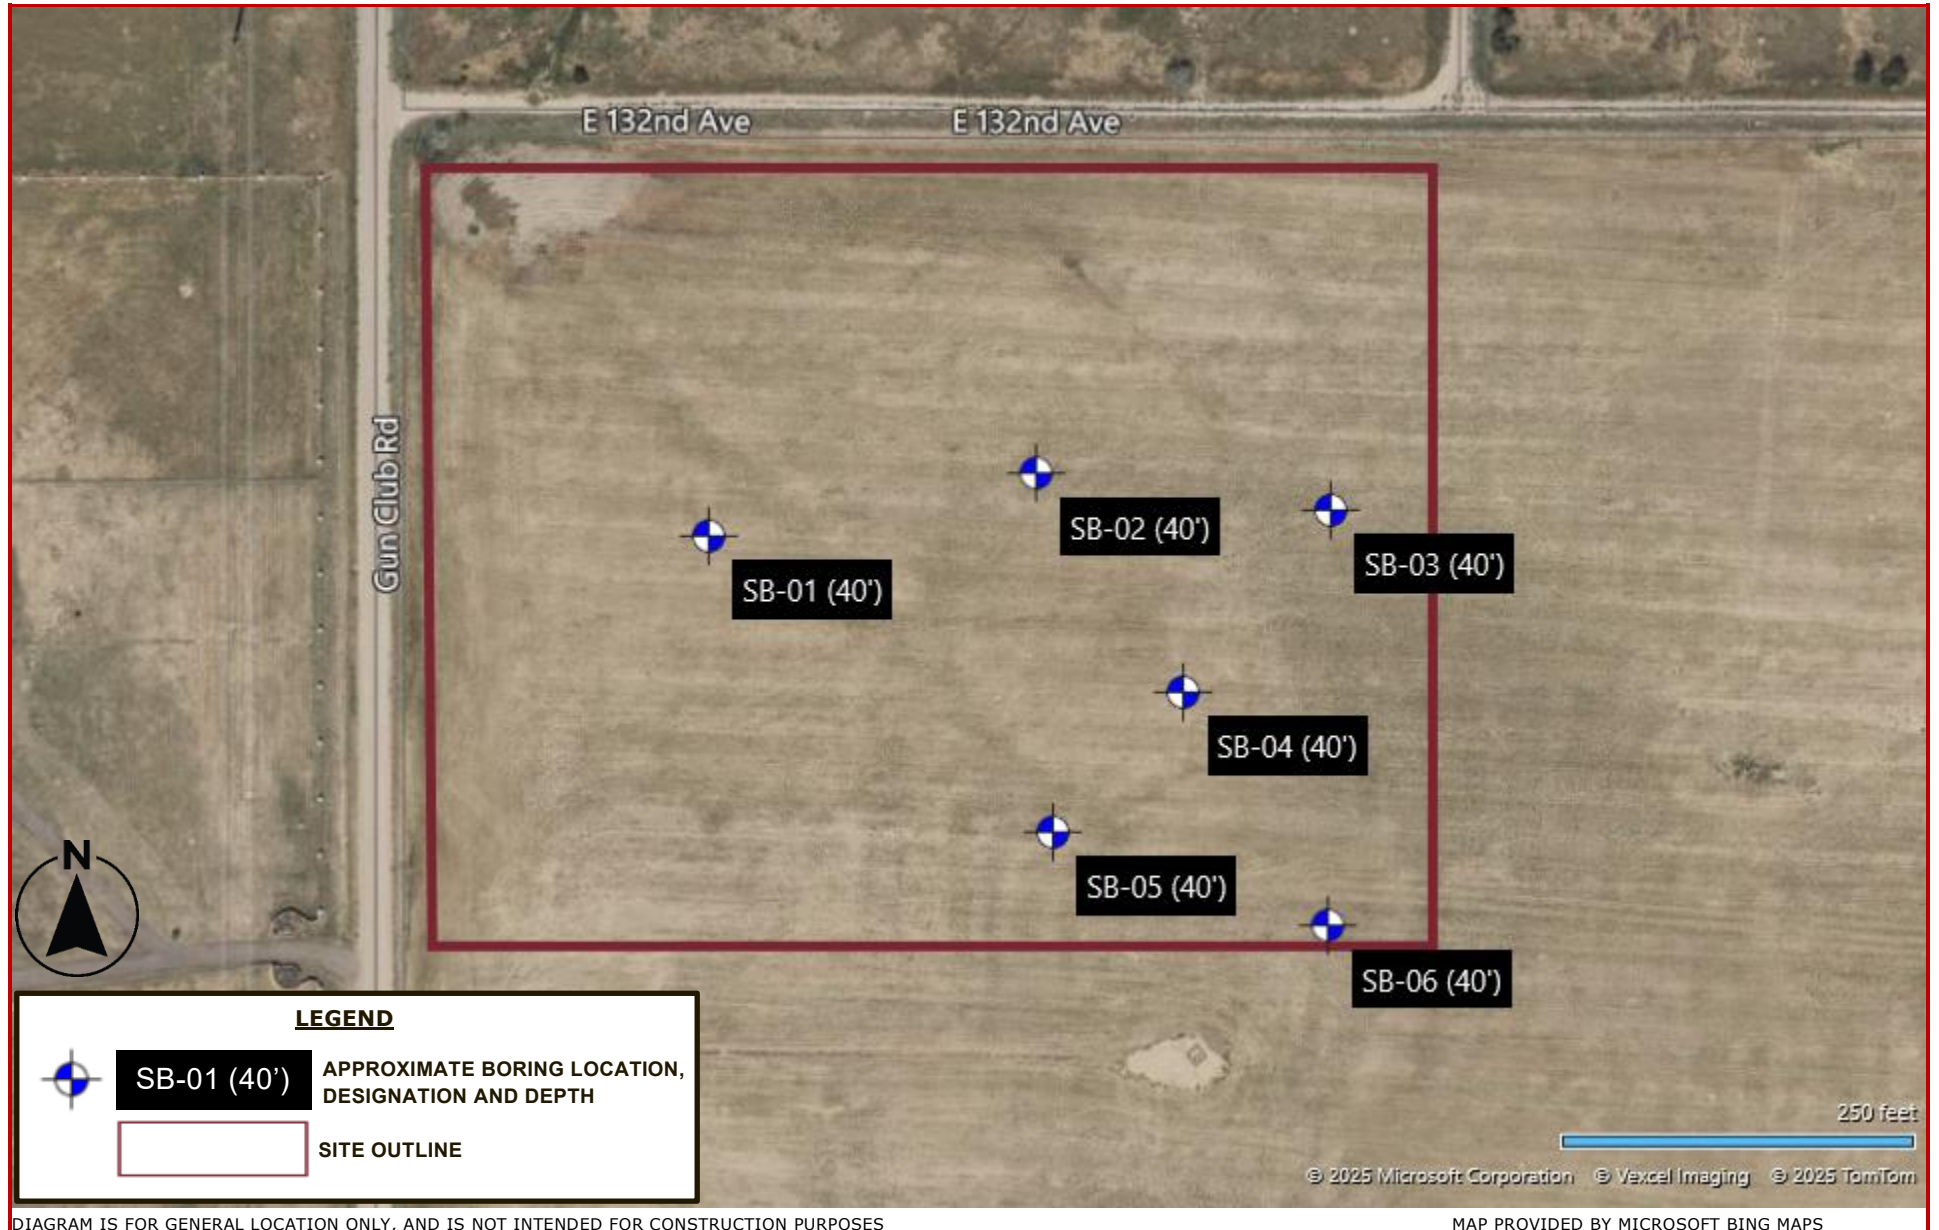 E 132nd Ave E 132nd Ave
Gun Club Rd
SB-02 (40')
SB-03 (40')
SB-01 (40')
SB-04 (40')
SB-05 (40')
SB-06 (40')
N
LEGEND
SB-01 (40’) APPROXIMATE BORING LOCATION,
DESIGNATION AND DEPTH
SITE OUTLINE
250 feet
© 2025 Microsoft Corporation © Vexcel Imaging © 2025 TomTom
DIAGRAM IS FOR GENERAL LOCATION ONLY, AND IS NOT INTENDED FOR CONSTRUCTION PURPOSES
MAP PROVIDED BY MICROSOFT BING MAPS